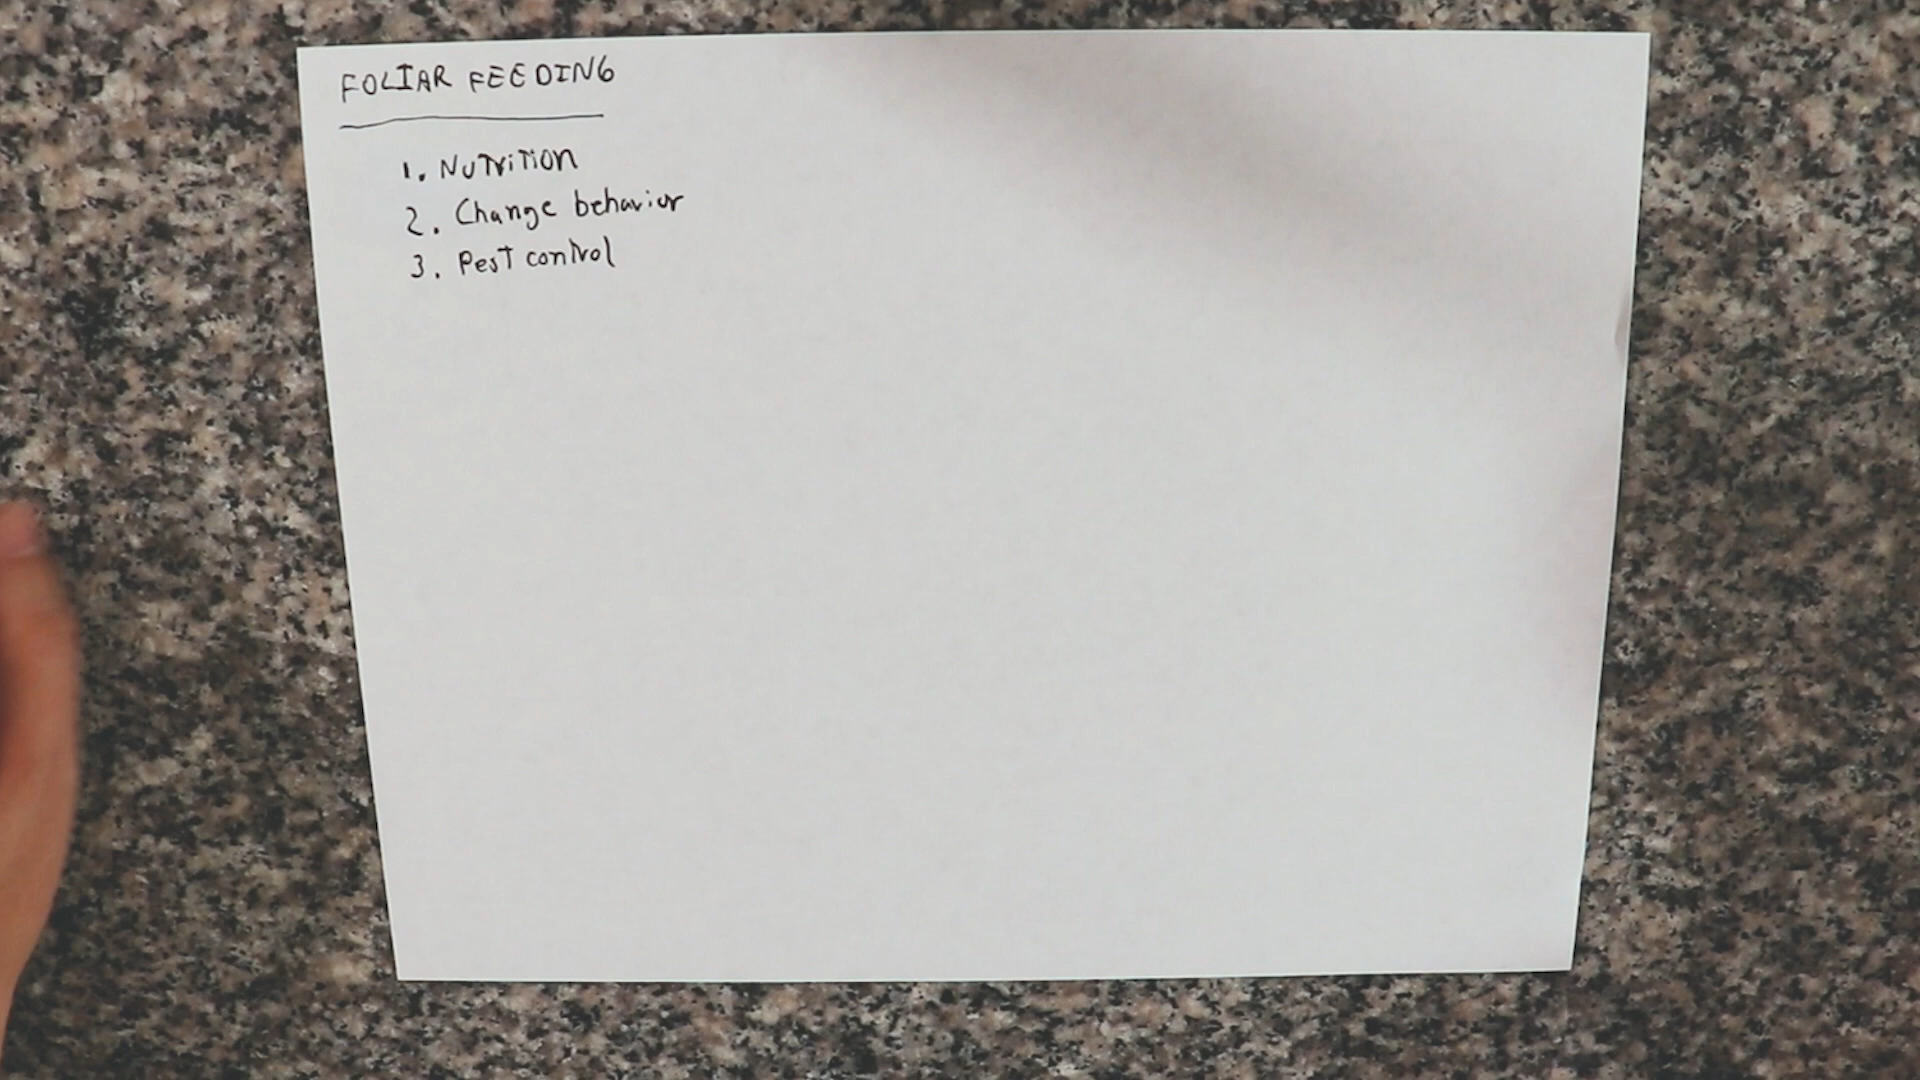 FOLIAR FEEDING
1. Nutrition
2. Change behavior
3. Pest control